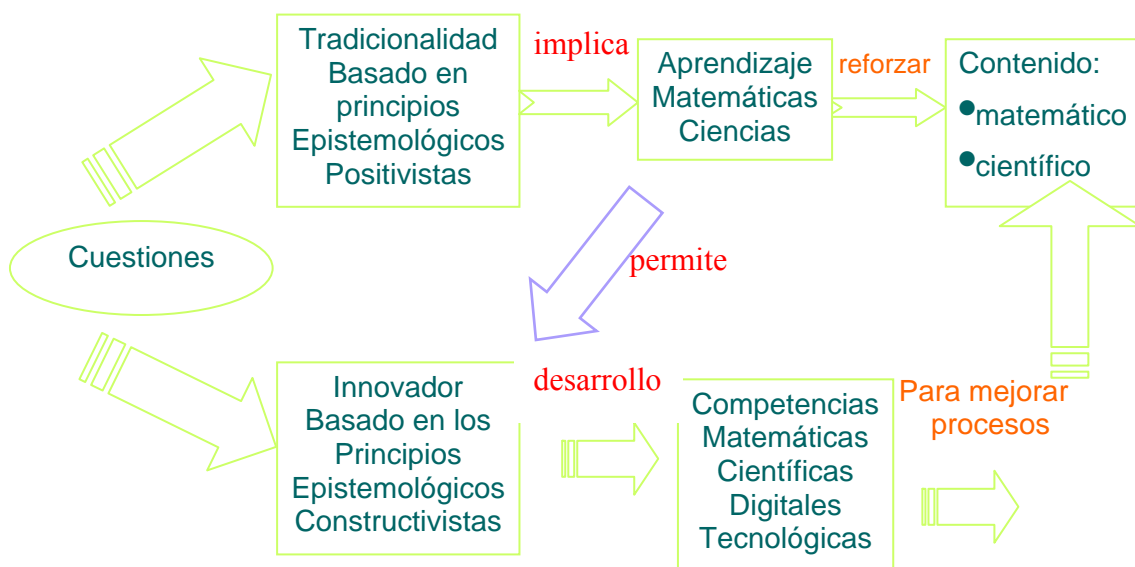 Tradicionalidad
Basado en
principios
Epistemológicos
Positivistas
implica
Aprendizaje
Matemáticas
Ciencias
reforzar
Contenido:
•matemático
•científico
Cuestiones
permite
Innovador
Basado en los
Principios
Epistemológicos
Constructivistas
desarrollo
Competencias
Matemáticas
Científicas
Digitales
Tecnológicas
Para mejorar
procesos